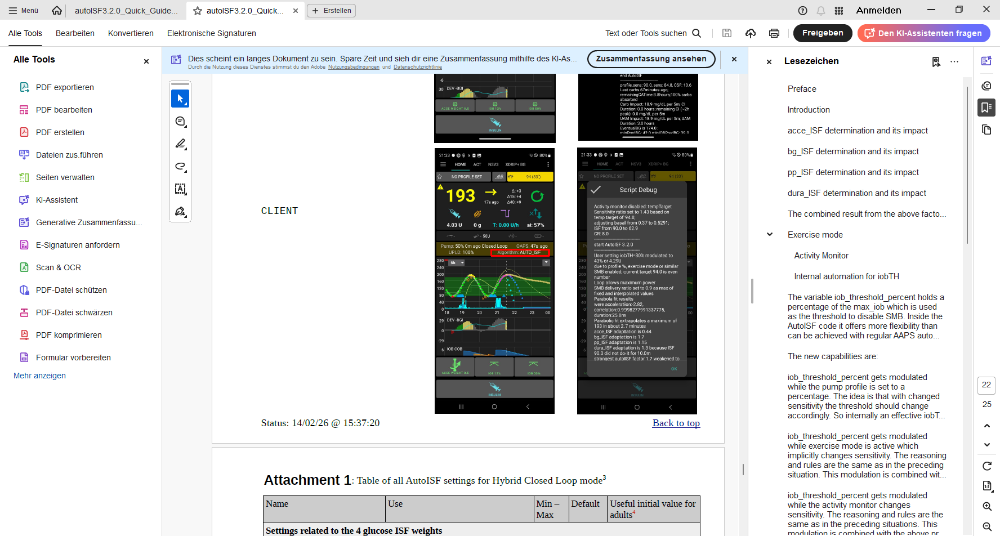 Menü
autoISF3.2.0_Quick_Guide...
autoISF3.2.0_Quick...
Erstellen
Anmelden
Alle Tools
Bearbeiten
Konvertieren
Elektronische Signaturen
Text oder Tools suchen
Freigeben
Den KI-Assistenten fragen
Alle Tools
PDF exportieren
PDF bearbeiten
PDF erstellen
Dateien zus.führen
Seiten verwalten
KI-Assistent
Generative Zusammenfassu...
E-Signaturen anfordern
Scan & OCR
PDF-Datei schützen
PDF-Datei schwärzen
PDF komprimieren
Formular vorbereiten
Mehr anzeigen
Dies scheint ein langes Dokument zu sein. Spare Zeit und sieh dir eine Zusammenfassung mithilfe des KI-As...
Durch die Nutzung dieses Dienstes stimmst du den Adobe Nutzungsbedingungen und Datenschutzrichtlinie
Zusammenfassung ansehen
-6
30 DEV -BGI
ACCE WEIGHT 0.5
IOB 12%
IOB 50%
INSULIN
end AutoISF
profile.sens: 90.0, sens: 84.8, CSF: 10.6
Last carbs 67minutes ago;
remainingCATime:3.8hours;100% carbs
absorbed
Carb Impact: 18.9 mg/dL per 5m; CI
Duration: 0.0 hours; remaining CI (~2h
peak): 0.0 mg/dL per 5m
UAM Impact: 18.9 mg/dL per 5m; UAM
Duration: 3.0 hours
EventualBG is 174.0 ;
minPredBG: 42.0 minIOBPredBG: 39.0
CLIENT
21:33
80%
HOME
ACT
NSV3
XDRIP+ BG
NO PROFILE SET
94 (33')
193
17s ago
Δ: +3
Δ15: +4
Δ40: +9
4.03 U
0 g
T: 0.00 U/h
ai: 57%
50U
Pump: 50% 0m ago Closed Loop
OAPS: 47s ago
UPLD: 100%
Algorithm: AUTO_ISF
280
6h
240
200
160
120
80
40
0
18
19
20
21
22
23
00
29
DEV -BGI
0
-29
6 IOB COB
ACCE WEIGHT 0.5
IOB 12%
IOB 50%
INSULIN
21:33
80%
HOME
ACT
NSV3
XDRIP+ BG
NO PROFILE SET
94 (33')
Script Debug
Activity monitor disabled: tempTarget
Sensitivity ratio set to 1.43 based on
temp target of 94.0;
adjusting basal from 0.37 to 0.5291;
ISF from 90.0 to 62.9
CR: 8.0
start AutoISF 3.2.0
User setting iobTH=30% modulated to
43% or 4.29U
due to profile %, exercise mode or similar
SMB enabled; current target 94.0 is even
number
Loop allows maximum power
SMB delivery ratio set to 0.9 as max of
fixed and interpolated values
Parabola fit results
were acceleration:-2.82,
correlation:0.9998277991337775,
duration:25.0m
Parabolic fit extrapolates a maximum of
193 in about 2.7 minutes
acce_ISF adaptation is 0.44
bg_ISF adaptation is 1.7
pp_ISF adaptation is 1.15
dura_ISF adaptation is 1.3 because ISF
90.0 did not do it for 10.0m
strongest autoISF factor 1.7 weakened to
OK
INSULIN
Status: 14/02/26 @ 15:37:20
Back to top
Attachment 1: Table of all AutoISF settings for Hybrid Closed Loop mode3
Name
Use
Min –
Max
Default
Useful initial value for
adults4
Settings related to the 4 glucose ISF weights
Lesezeichen
Preface
Introduction
acce_ISF determination and its impact
bg_ISF determination and its impact
pp_ISF determination and its impact
dura_ISF determination and its impact
The combined result from the above facto...
Exercise mode
Activity Monitor
Internal automation for iobTH
The variable iob_threshold_percent holds a
percentage of the max_iob which is used
as the threshold to disable SMB. Inside the
AutoISF code it offers more flexibility than
can be achieved with regular AAPS auto...
The new capabilities are:
iob_threshold_percent gets modulated
while the pump profile is set to a
percentage. The idea is that with changed
sensitivity the threshold should change
accordingly. So internally an effective iobT...
iob_threshold_percent gets modulated
while exercise mode is active which
implicitly changes sensitivity. The reasoning
and rules are the same as in the preceding
situation. This modulation is combined wit...
iob_threshold_percent gets modulated
while the activity monitor changes
sensitivity. The reasoning and rules are the
same as in the preceding situations. This
modulation is combined with the above pr...
22
25